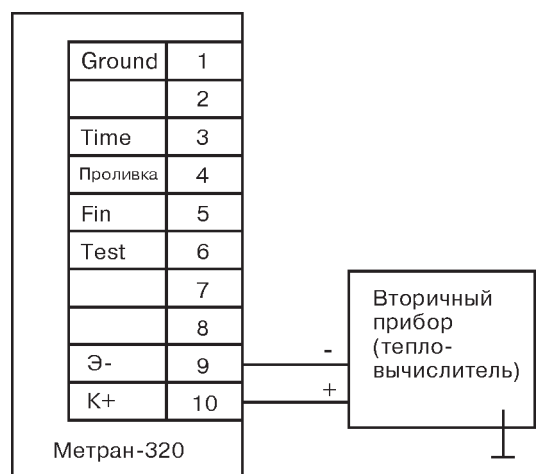 Ground 1
2
Time 3
Проливка 4
Fin 5
Test 6
7
8
Э- 9
К+ 10
-
+
Вторичный
прибор
(тепло-
вычислитель)
Метран-320